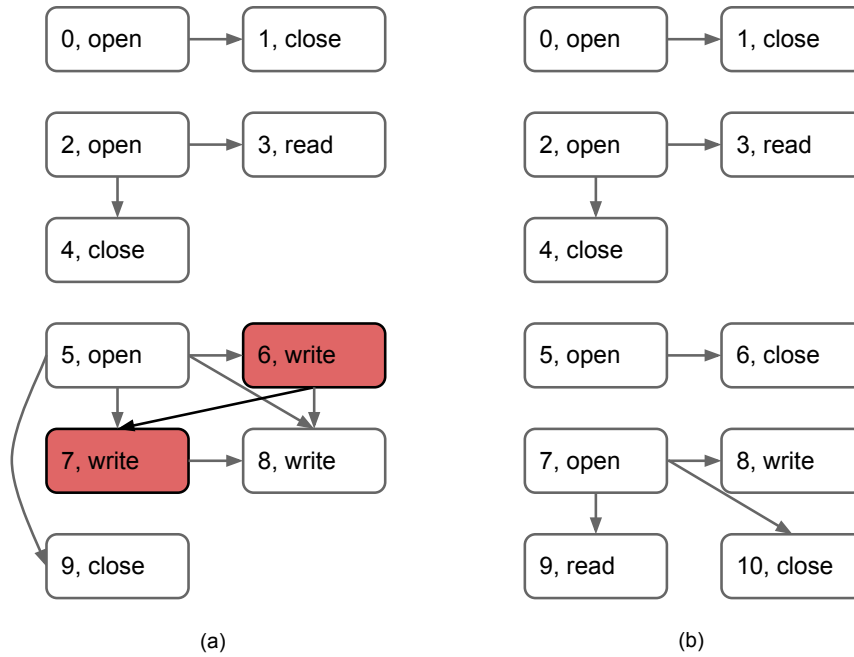 0, open
1, close
2, open
3, read
4, close
5, open
6, write
7, write
8, write
9, close
(a)
0, open
1, close
2, open
3, read
4, close
5, open
6, close
7, open
8, write
9, read
10, close
(b)